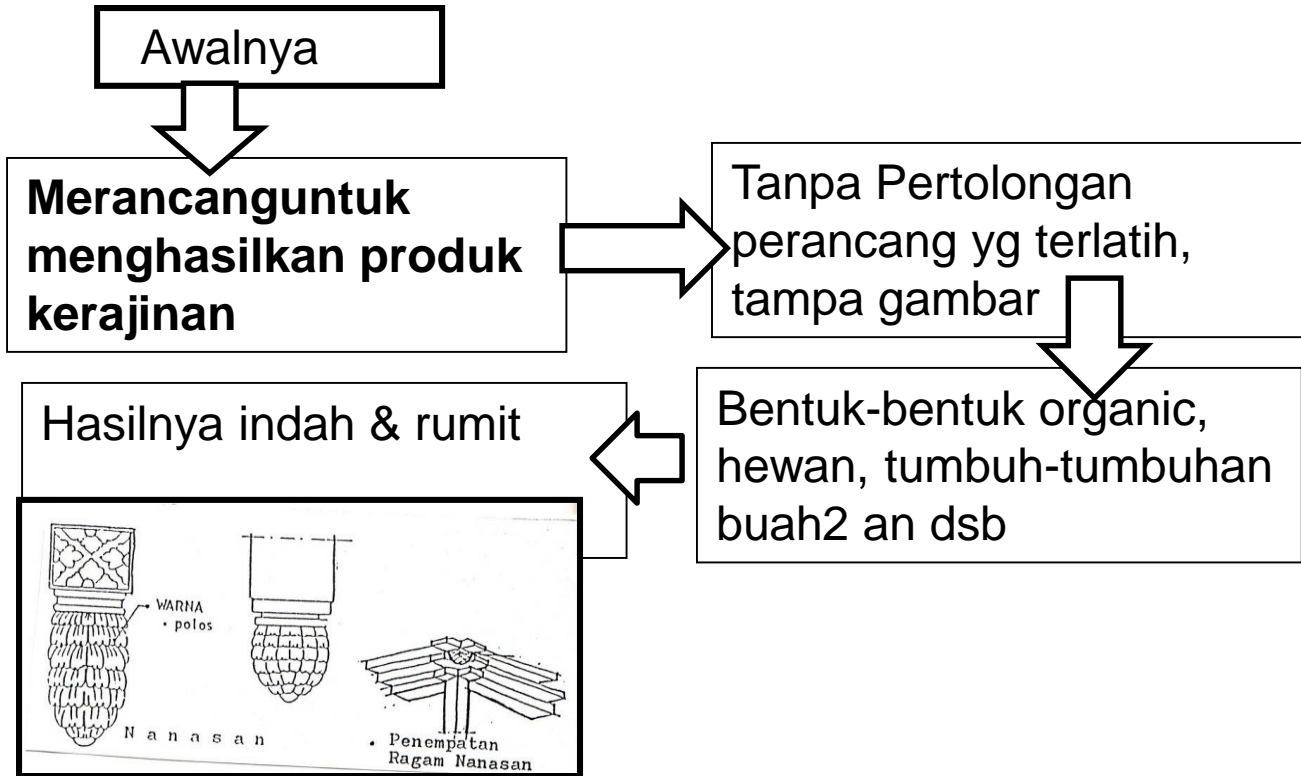 Awalnya
Merancanguntuk
menghasilkan produk
kerajinan
Tanpa Pertolongan
perancang yg terlatih,
tampa gambar
Bentuk-bentuk organic,
hewan, tumbuh-tumbuhan
buah2 an dsb
Hasilnya indah & rumit
WARNA
• polos
Nanasan
• Penempatan
Ragam Nanasan